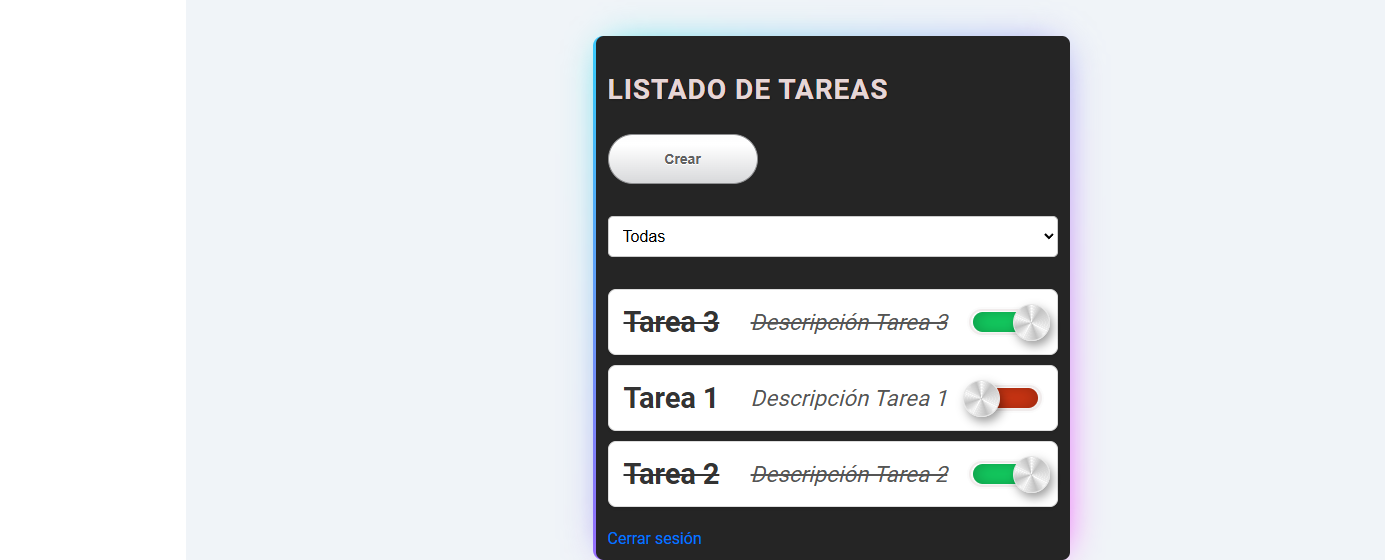 LISTADO DE TAREAS
Crear
Todas
Tarea 3 Descripción Tarea 3
Tarea 1 Descripción Tarea 1
Tarea 2 Descripción Tarea 2
Cerrar sesión